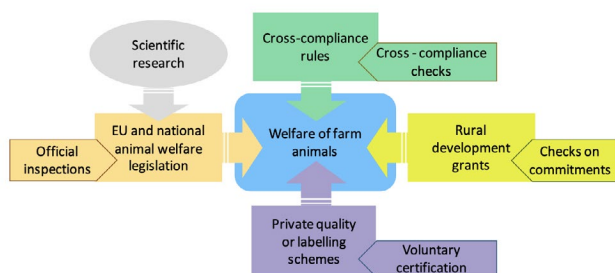 Scientific
research
Cross-compliance
rules
Cross - compliance
checks
Official
inspections
EU and national
animal welfare
legislation
Welfare of farm
animals
Rural
development
grants
Checks on
commitments
Private quality
or labelling
schemes
Voluntary
certification